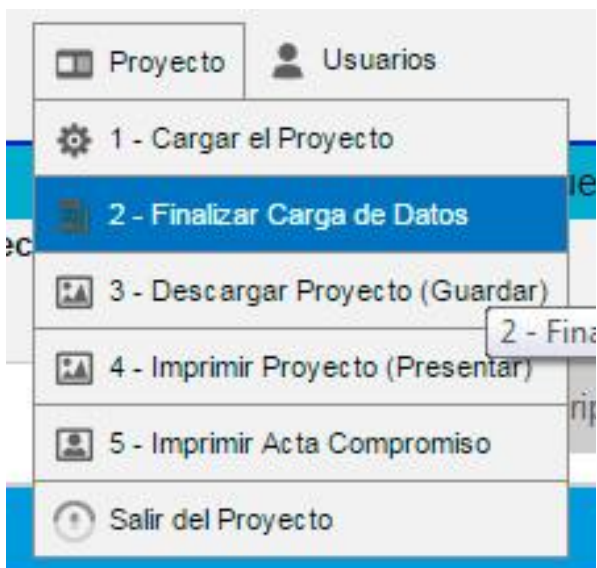 Proyecto Usuarios
1 - Cargar el Proyecto
2 - Finalizar Carga de Datos
3 - Descargar Proyecto (Guardar)
2 - Fina
4 - Imprimir Proyecto (Presentar)
5 - Imprimir Acta Compromiso
Salir del Proyecto